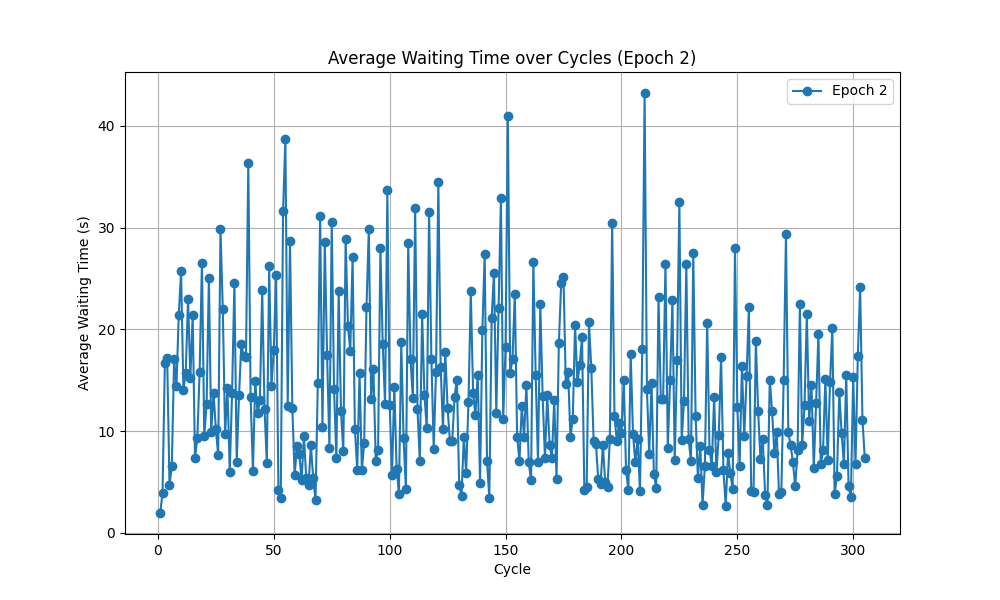 Average Waiting Time over Cycles (Epoch 2)
Epoch 2
Average Waiting Time (s)
40
30
20
10
0
0 50 100 150 200 250 300
Cycle